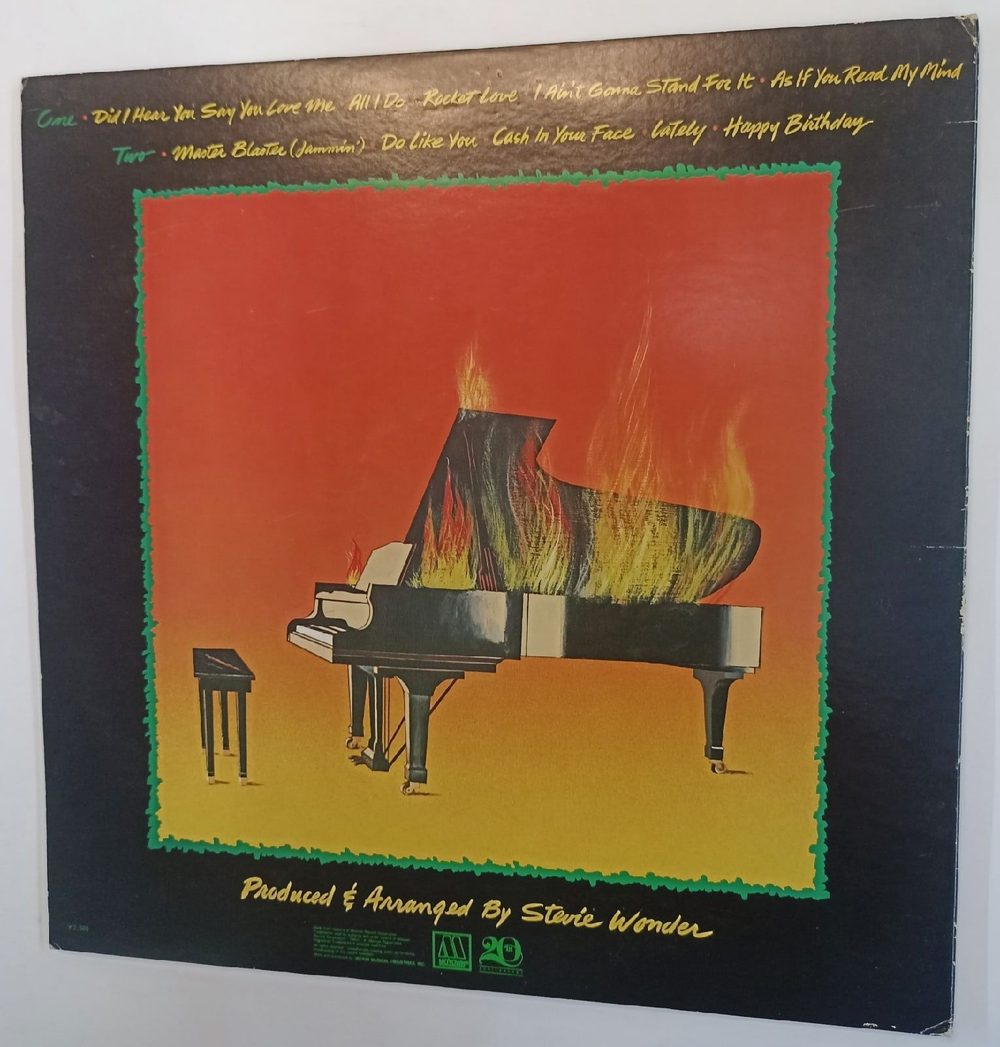 One • Did I Hear You Say You Love Me All I Do Rocket Love I Ain't Gonna Stand For It • As If You Read My Mind
Two • Master Blaster (Jammin') Do Like You Cash In Your Face • Lately • Happy Birthday
Produced & Arranged By Stevie Wonder
MOTOWN
20th